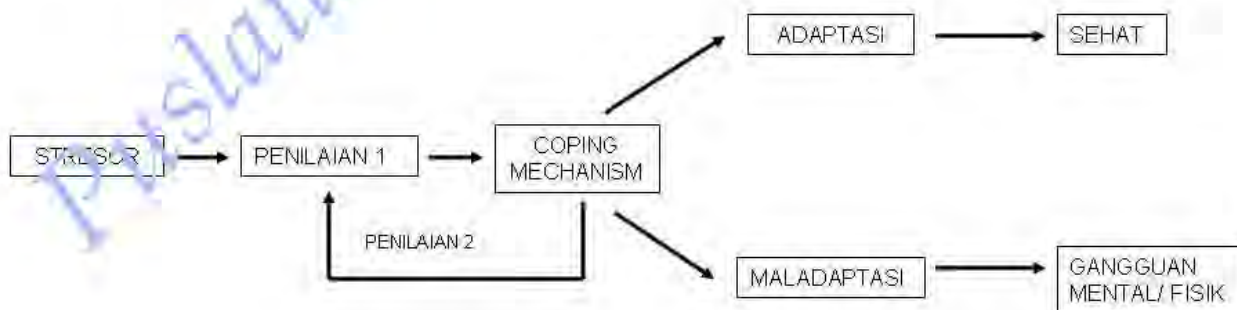 ADAPTASI
SEHAT
STRESOR
PENILAIAN 1
COPING
MECHANISM
PENILAIAN 2
MALADAPTASI
GANGGUAN
MENTAL/ FISIK